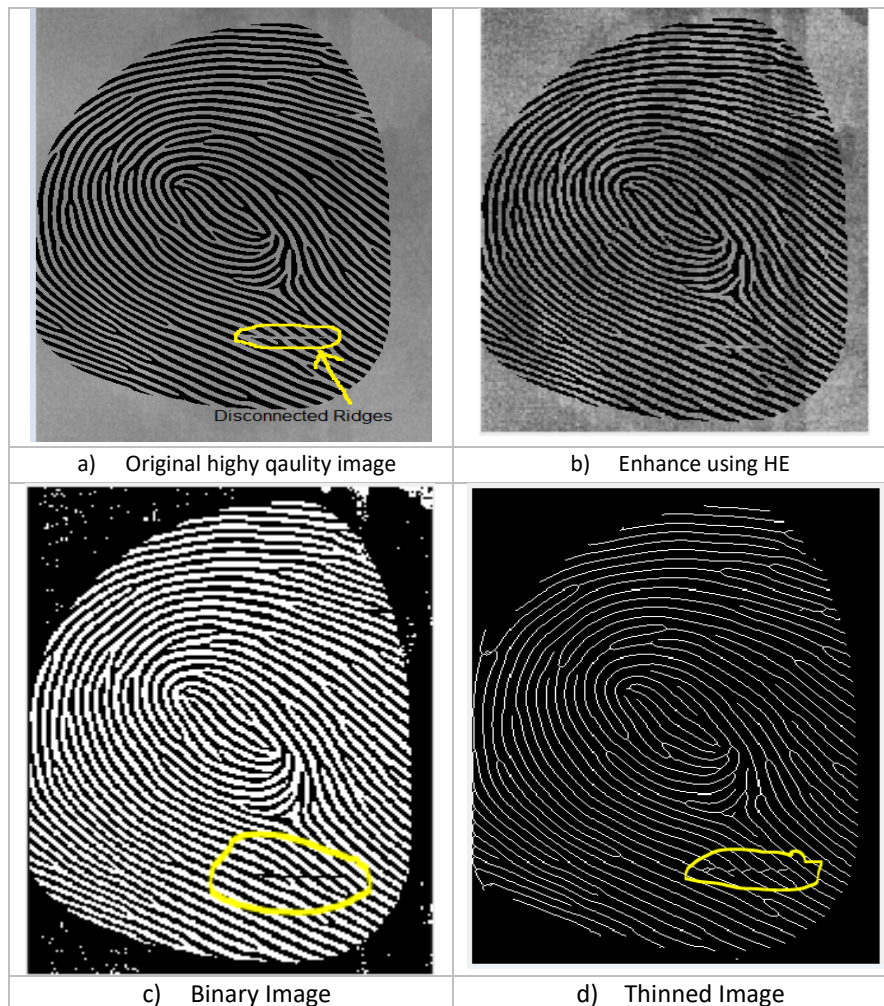 Disconnected Ridges
a) Original highy qaulity image
b) Enhance using HE
c) Binary Image
d) Thinned Image